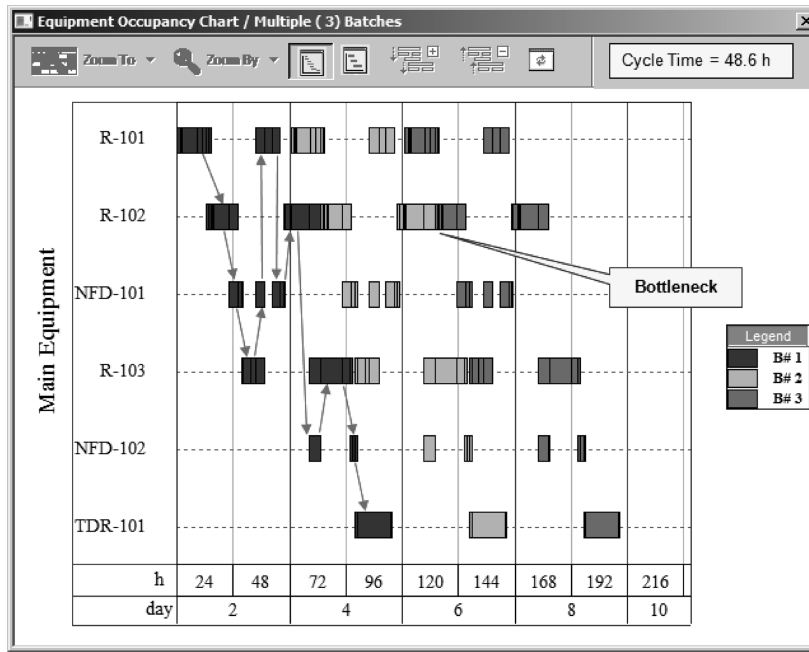 Equipment Occupancy Chart / Multiple ( 3) Batches
Zoom To
Zoom By
Cycle Time = 48.6 h
Main Equipment
R-101
R-102
NFD-101
Bottleneck
R-103
NFD-102
TDR-101
Legend
B# 1
B# 2
B# 3
h 24 48 72 96 120 144 168 192 216
day 2 4 6 8 10